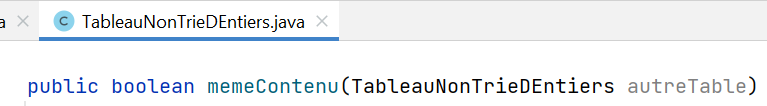 a
TableauNonTrieDEntiers.java
public boolean memeContenu(TableauNonTrieDEntiers autreTable)